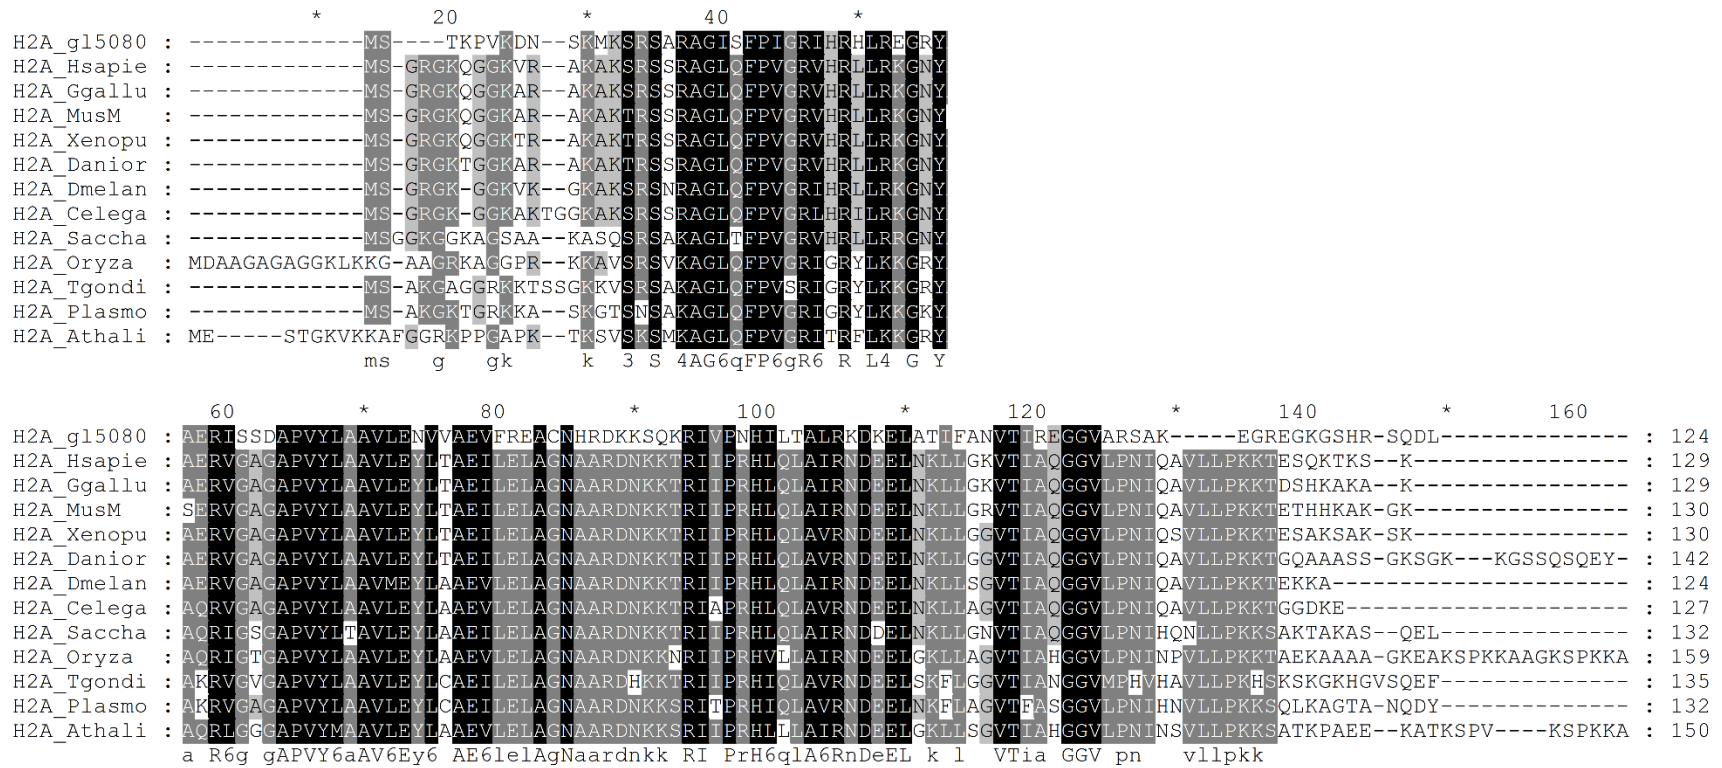 * 20 * 40 *
H2A_gl5080 : -------------MS----TKPVKDN--SKMKSRSARAGISFPIGRIHRHLREGRY
H2A_Hsapie : -------------MS-GRGKQGGKVR--AKAKSRSSRAGLQFPVGRVHRLLRKGNY
H2A_Ggallu : -------------MS-GRGKQGGKAR--AKAKSRSSRAGLQFPVGRVHRLLRKGNY
H2A_MusM : -------------MS-GRGKQGGKAR--AKAKTRSSRAGLQFPVGRVHRLLRKGNY
H2A_Xenopu : -------------MS-GRGKQGGKTR--AKAKTRSSRAGLQFPVGRVHRLLRKGNY
H2A_Danior : -------------MS-GRGKTGGKAR--AKAKTRSSRAGLQFPVGRVHRLLRKGNY
H2A_Dmelan : -------------MS-GRGK-GGKVK--GKAKSRSNRAGLQFPVGRIHRLLRKGNY
H2A_Celega : -------------MS-GRGK-GGKAKTGGKAKSRSSRAGLQFPVGRLHRILRKGNY
H2A_Saccha : -------------MSGGKGGKAGSAA--KASQSRSAKAGLTFPVGRVHRLLRRGNY
H2A_Oryza : MDAAGAGAGGKLKKG-AAGRKAGGPR--KKAVSRSVKAGLQFPVGRIGRYLKKGRY
H2A_Tgondi : -------------MS-AKGAGGRKKTSSGKKVSRSAKAGLQFPVSRIGRYLKKGRY
H2A_Plasmo : -------------MS-AKGKTGRKKA--SKGTSNSAKAGLQFPVGRIGRYLKKGKY
H2A_Athali : ME-----STGKVKKAFGGRKPPGAPK--TKSVSKSMKAGLQFPVGRITRFLKKGRY
ms g gk k 3 S 4AG6qFP6gR6 R L4 G Y
60 * 80 * 100 * 120 * 140 * 160
H2A_gl5080 : AERISSDAPVYLAAVLENVVAEVFREACNHRDKKSQKRIVPNHILTALRKDKELATIFANVTIREGGVARSAK-----EGREGKGSHR-SQDL-------------- : 124
H2A_Hsapie : AERVGAGAPVYLAAVLEYLTAEILELAGNAARDNKKTRIIPRHLQLAIRNDEELNKLLGKVTIAQGGVLPNIQAVLLPKKTESQKTKS--K---------------- : 129
H2A_Ggallu : AERVGAGAPVYLAAVLEYLTAEILELAGNAARDNKKTRIIPRHLQLAIRNDEELNKLLGKVTIAQGGVLPNIQAVLLPKKTDSHKAKA--K---------------- : 129
H2A_MusM : SERVGAGAPVYLAAVLEYLTAEILELAGNAARDNKKTRIIPRHLQLAIRNDEELNKLLGRVTIAQGGVLPNIQAVLLPKKTETHHKAK-GK---------------- : 130
H2A_Xenopu : AERVGAGAPVYLAAVLEYLTAEILELAGNAARDNKKTRIIPRHLQLAVRNDEELNKLLGGVTIAQGGVLPNIQSVLLPKKTESAKSAK-SK---------------- : 130
H2A_Danior : AERVGAGAPVYLAAVLEYLTAEILELAGNAARDNKKTRIIPRHLQLAVRNDEELNKLLGGVTIAQGGVLPNIQAVLLPKKTGQAAASS-GKSGK--KGSSQSQEY- : 142
H2A_Dmelan : AERVGAGAPVYLAAVMEYLAAEVLELAGNAARDNKKTRIIPRHLQLAIRNDEELNKLLSGVTIAQGGVLPNIQAVLLPKKTEKKA---------------------- : 124
H2A_Celega : AQRVGAGAPVYLAAVLEYLAAEVLELAGNAARDNKKTRIAPRHLQLAVRNDEELNKLLAGVTIAQGGVLPNIQAVLLPKKTGGDKE--------------------- : 127
H2A_Saccha : AQRIGSGAPVYLTAVLEYLAAEILELAGNAARDNKKTRIIPRHLQLAIRNDDELNKLLGNVTIAQGGVLPNIHQNLLPKKSAKTAKAS--QEL-------------- : 132
H2A_Oryza : AQRIGTGAPVYLAAVLEYLAAEVLELAGNAARDNKKNRIIPRHVLLAIRNDEELGKLLAGVTIAHGGVLPNINPVLLPKKTAEKAAAA-GKEAKSPKKAAGKSPKKA : 159
H2A_Tgondi : AKRVGVGAPVYLAAVLEYLCAEILELAGNAARDHKKTRIIPRHIQLAVRNDEELSKFLGGVTIANGGVMPHVHAVLLPKHSKSKGKHGVSQEF-------------- : 135
H2A_Plasmo : AKRVGAGAPVYLAAVLEYLCAEILELAGNAARDNKKSRITPRHIQLAVRNDEELNKFLAGVTFASGGVLPNIHNVLLPKKSQLKAGTA-NQDY-------------- : 132
H2A_Athali : AQRLGGGAPVYMAAVLEYLAAEVLELAGNAARDNKKSRIIPRHLLLAIRNDEELGKLLSGVTIAHGGVLPNINSVLLPKKSATKPAEE--KATKSPV----KSPKKA : 150
a R6g gAPVY6aAV6Ey6 AE6lelAgNaardnkk RI PrH6qlA6RnDeEL k l VTia GGV pn vllpkk